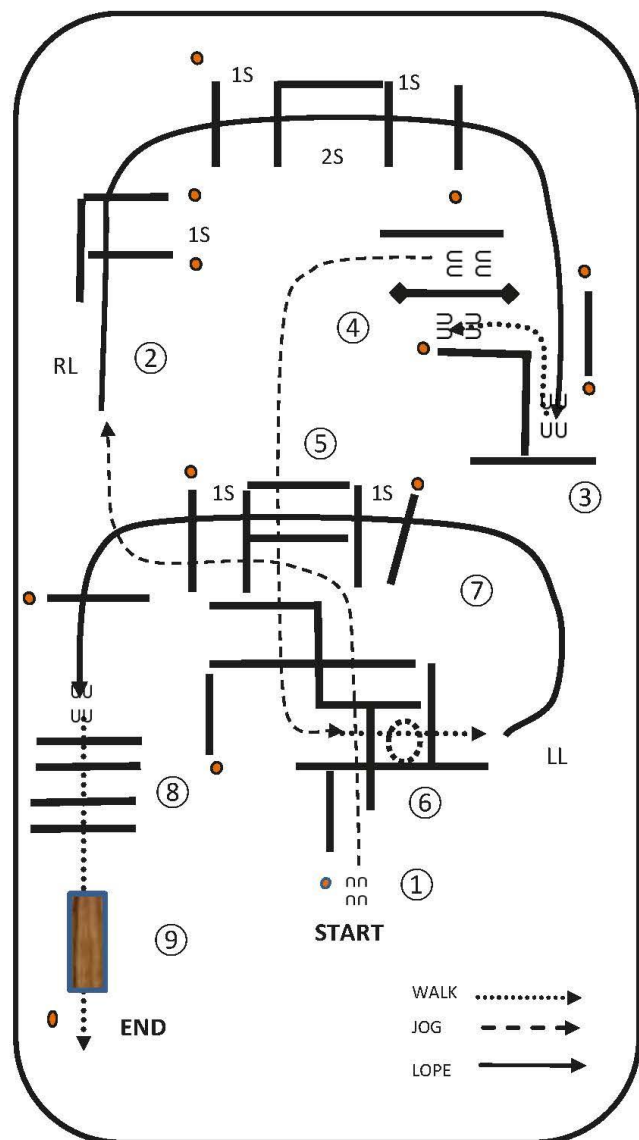 1S
1S
2S
1S
RL
②
④
③
⑤
1S
1S
⑦
LL
⑧
⑥
①
START
⑨
WALK
JOG
LOPE
END